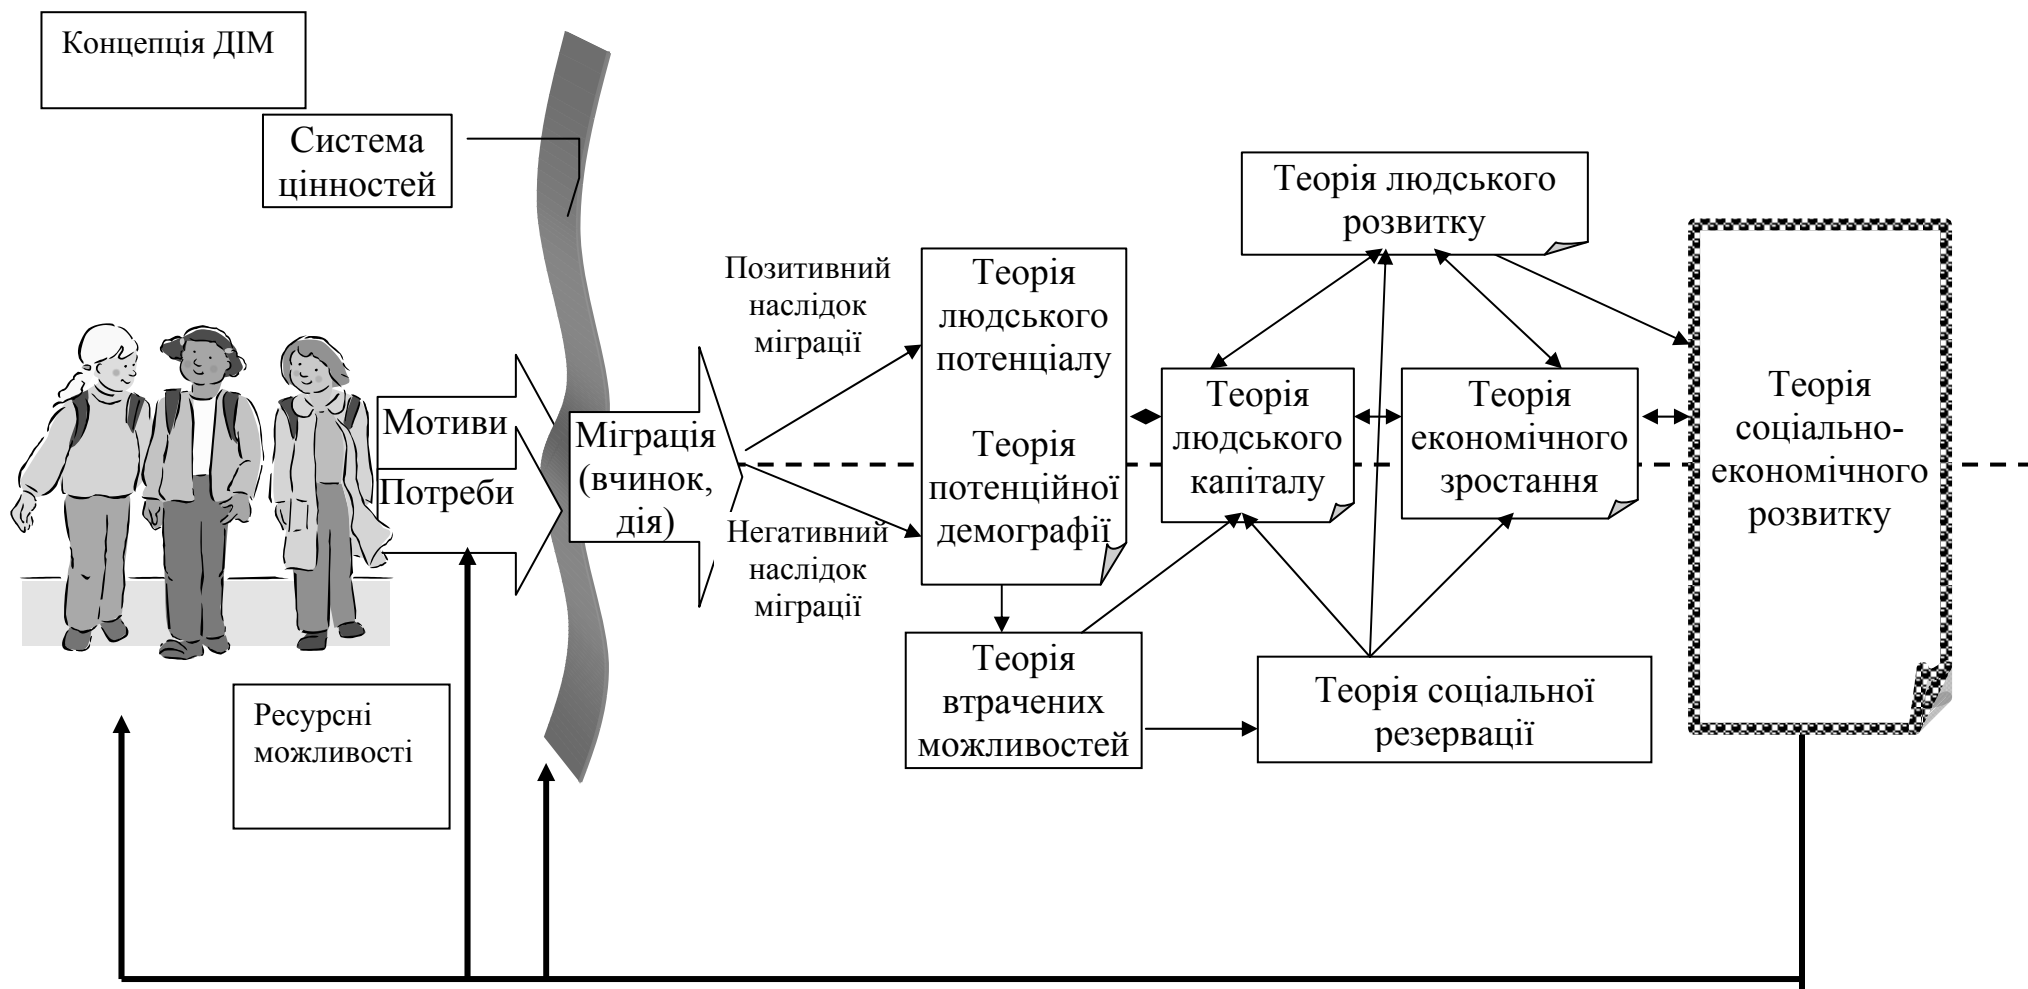 Концепція ДІМ
Система
цінностей
Мотиви
Потреби
Міграція
(вчинок,
дія)
Позитивний
наслідок
міграції
Негативний
наслідок
міграції
Теорія
людського
потенціалу
Теорія
потенційної
демографії
Теорія людського
розвитку
Теорія
людського
капіталу
Теорія
економічного
зростання
Теорія
соціально-
економічного
розвитку
Теорія
втрачених
можливостей
Теорія соціальної
резервації
Ресурсні
можливості